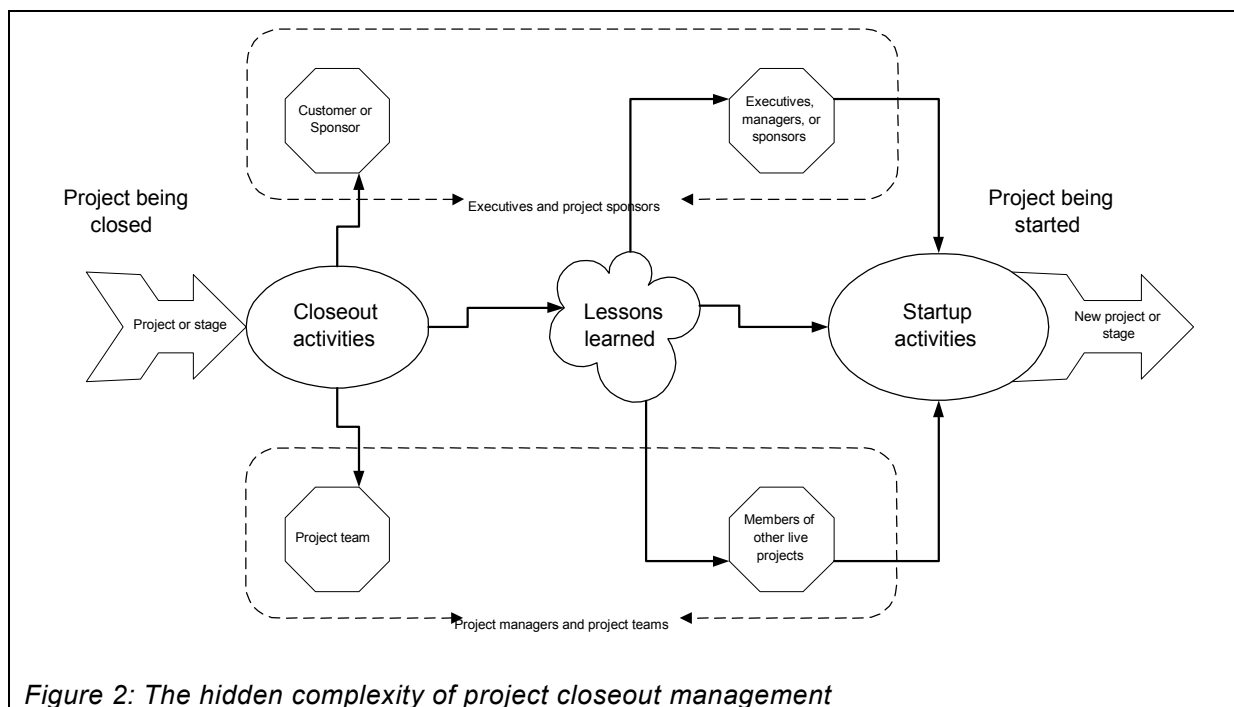 Customer or
Sponsor
Executives,
managers, or
sponsors
Executives and project sponsors
Project being
closed
Project being
started
Project or stage
Closeout
activities
Lessons
learned
Startup
activities
New project or
stage
Project team
Members of
other live
projects
Project managers and project teams
Figure 2: The hidden complexity of project closeout management